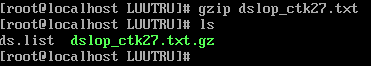 [root@localhost LUUTRU]# gzip dslop_ctk27.txt
[root@localhost LUUTRU]# ls
ds.list  dslop_ctk27.txt.gz
[root@localhost LUUTRU]#